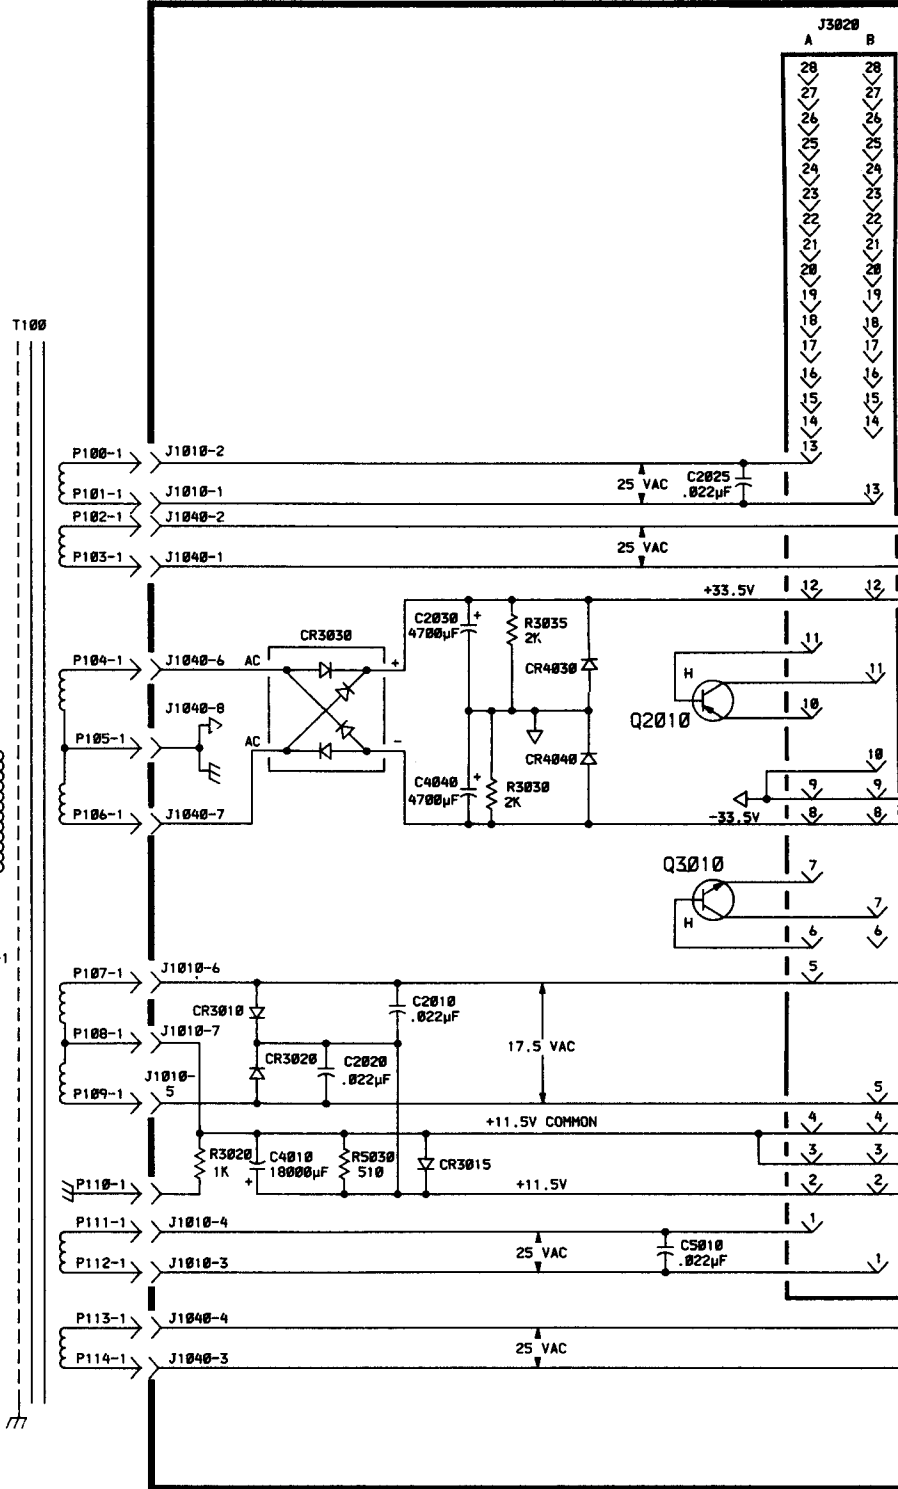 J3020
A B
28 28
27 27
26 26
25 25
24 24
23 23
22 22
21 21
20 20
19 19
T100
18 18
17 17
16 16
15 15
14 14
13
P100-1 J1010-2
25 VAC
C2025
.022µF
P101-1 J1010-1
13
P102-1 J1040-2
25 VAC
P103-1 J1040-1
+33.5V
12 12
C2030 +
4700µF
R3035
2K
CR3030
11
P104-1 J1040-6
AC +
CR4030
H
11
J1040-8
10
Q2010
P105-1
AC -
CR4040
10
C4040 +
4700µF
R3030
2K
9 9
P106-1 J1040-7
-33.5V
8 8
Q3010
7
7
H
6 6
-1
P107-1 J1010-6
5
CR3010
C2010
.022µF
P108-1 J1010-7
17.5 VAC
CR3020
C2020
.022µF
J1010-
5
P109-1
5
+11.5V COMMON
4 4
R3020
1K
C4010
18000µF
+
R5030
510
CR3015
3 3
P110-1
+11.5V
2 2
P111-1 J1010-4
1
25 VAC
C5010
.022µF
P112-1 J1010-3
1
P113-1 J1040-4
25 VAC
P114-1 J1040-3